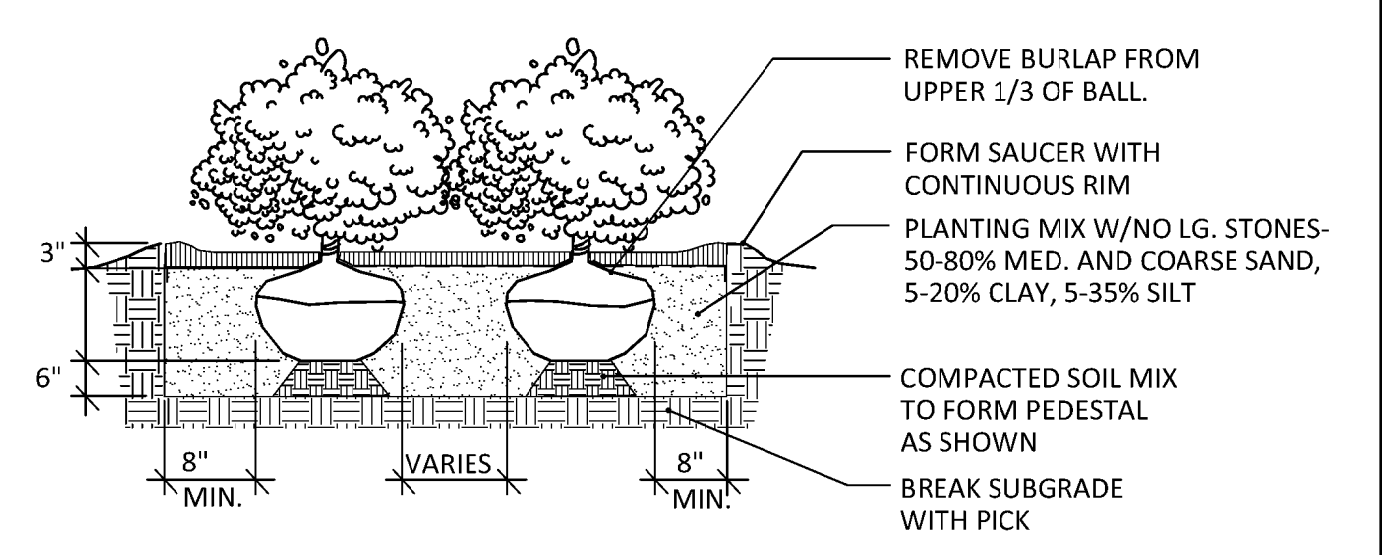 REMOVE BURLAP FROM
UPPER 1/3 OF BALL.
FORM SAUCER WITH
CONTINUOUS RIM
PLANTING MIX W/NO LG. STONES-
50-80% MED. AND COARSE SAND,
5-20% CLAY, 5-35% SILT
COMPACTED SOIL MIX
TO FORM PEDESTAL
AS SHOWN
BREAK SUBGRADE
WITH PICK
3"
6"
8"
MIN.
VARIES
8"
MIN.